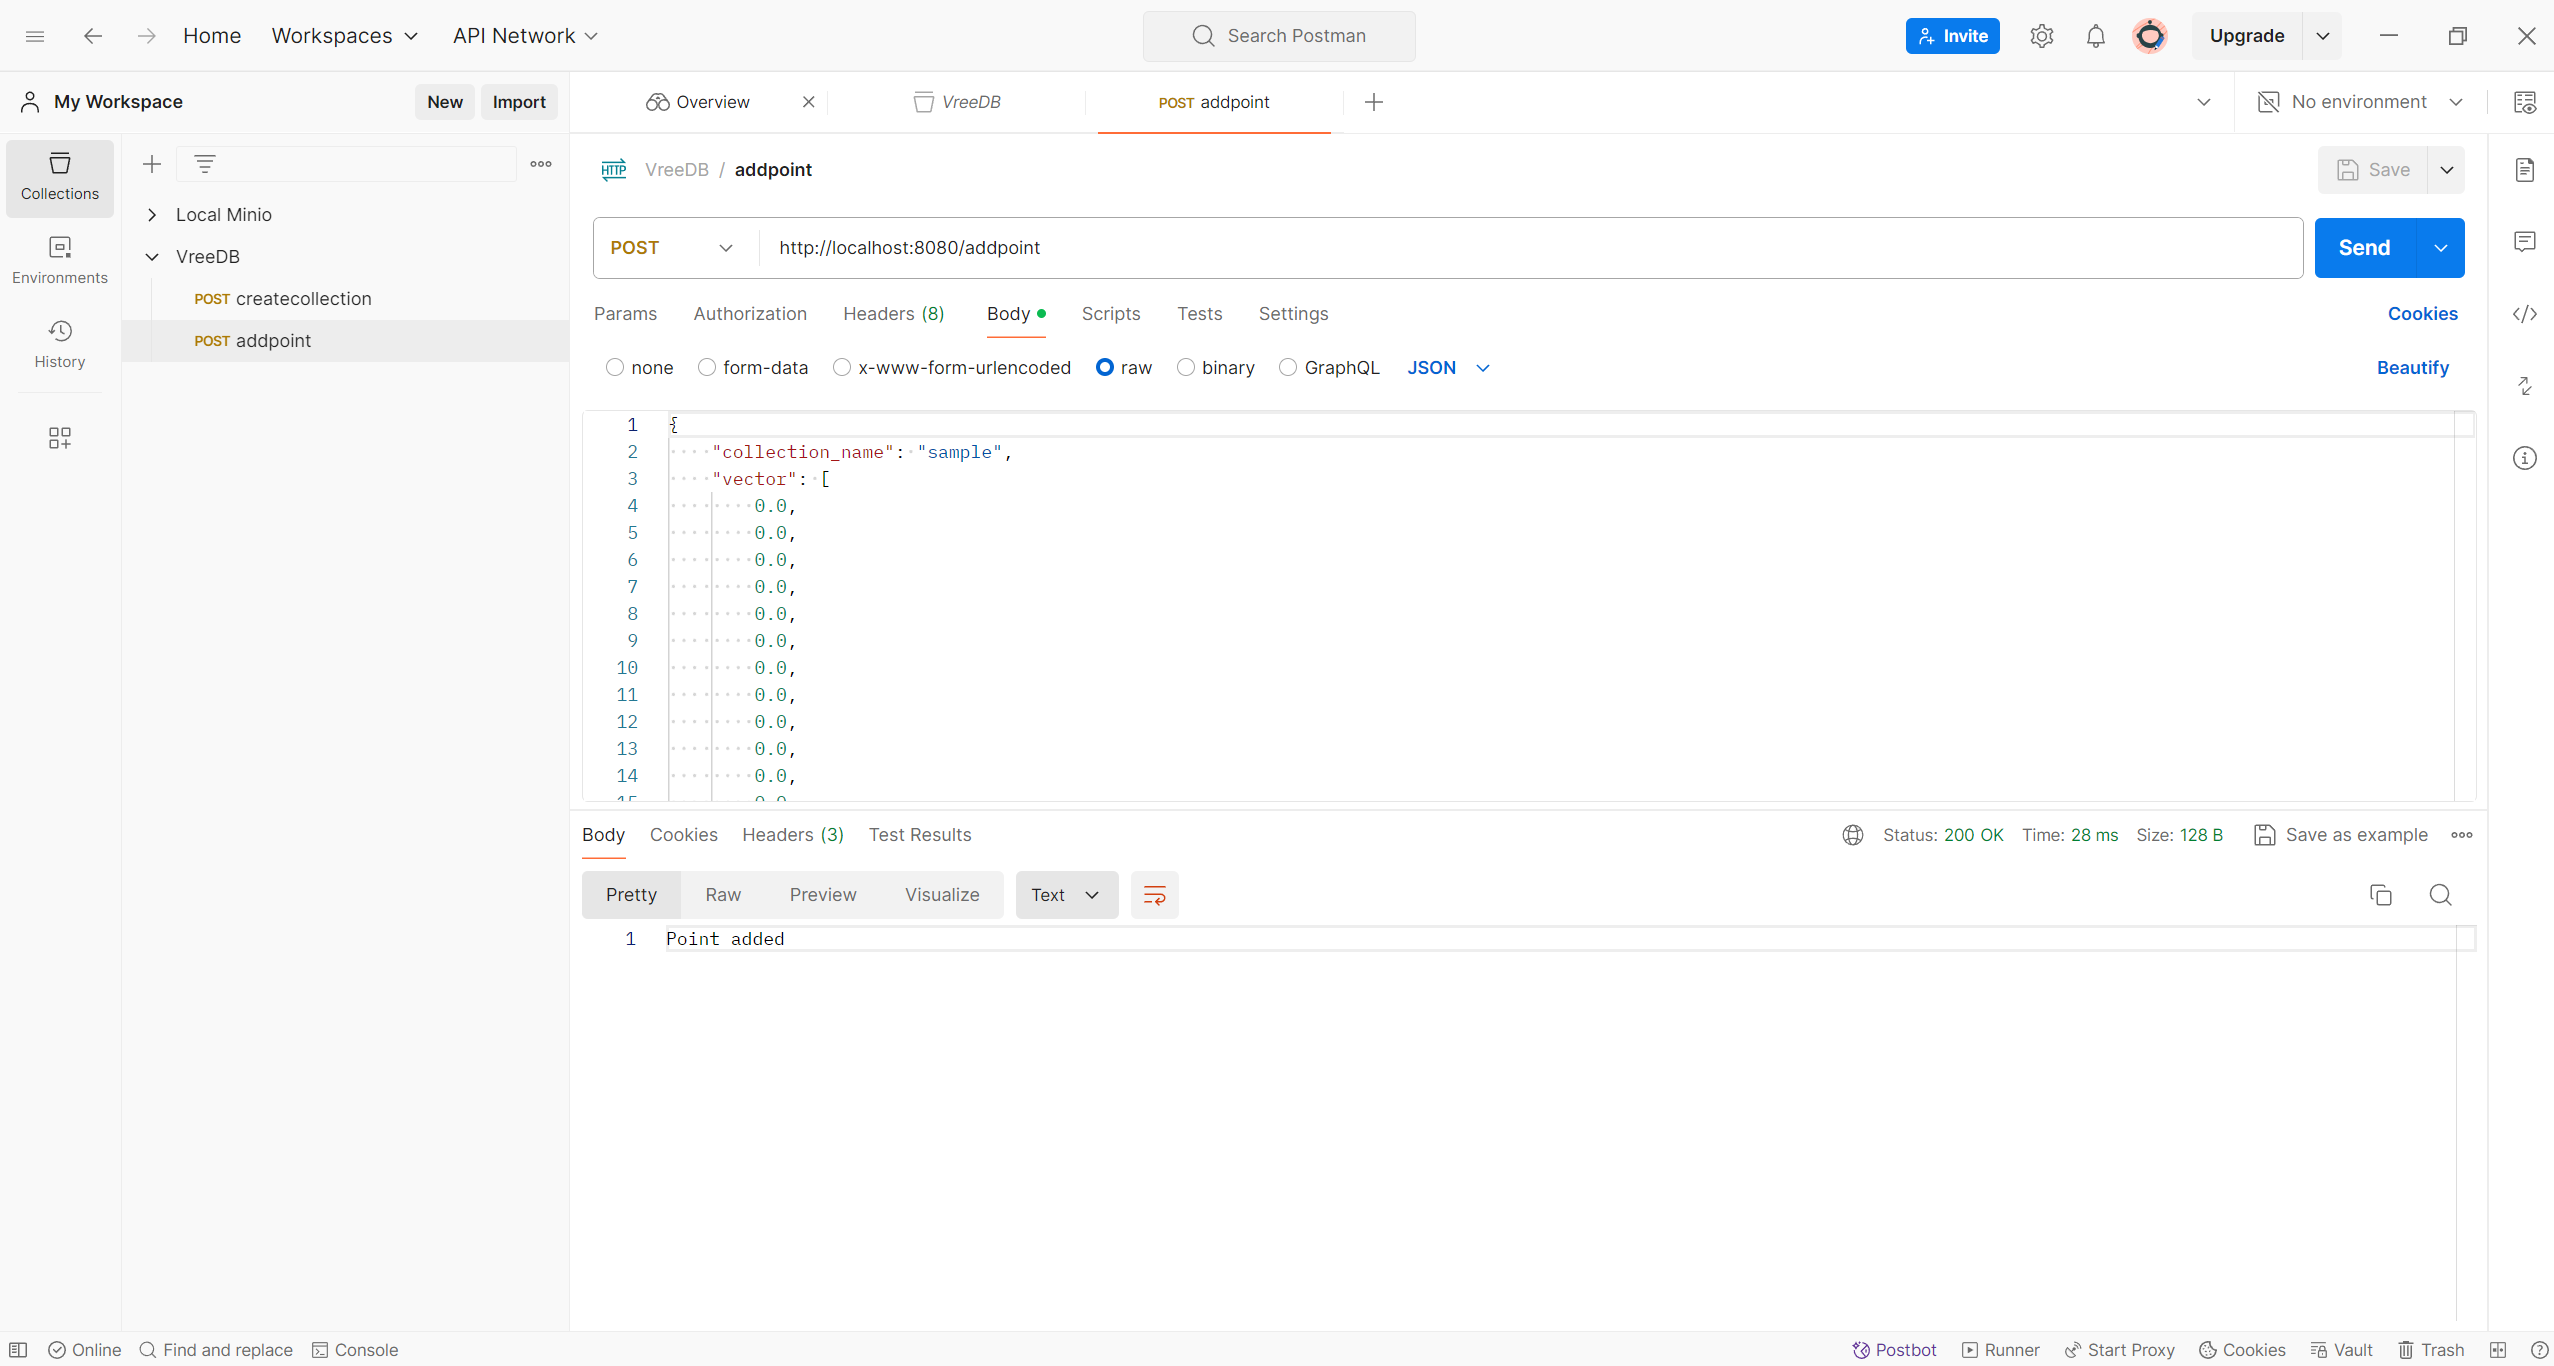 Home Workspaces API Network Search Postman Invite Upgrade
My Workspace New Import Overview VreeDB POST addpoint No environment
Collections
Environments
History
Local Minio
VreeDB
POST createcollection
POST addpoint
HTTP VreeDB / addpoint Save
POST http://localhost:8080/addpoint Send
Params Authorization Headers (8) Body Scripts Tests Settings Cookies
none form-data x-www-form-urlencoded raw binary GraphQL JSON Beautify
1 {
2 "collection_name": "sample",
3 "vector": [
4 0.0,
5 0.0,
6 0.0,
7 0.0,
8 0.0,
9 0.0,
10 0.0,
11 0.0,
12 0.0,
13 0.0,
14 0.0,
Body Cookies Headers (3) Test Results Status: 200 OK Time: 28 ms Size: 128 B Save as example
Pretty Raw Preview Visualize Text
1 Point added
Online Find and replace Console Postbot Runner Start Proxy Cookies Vault Trash